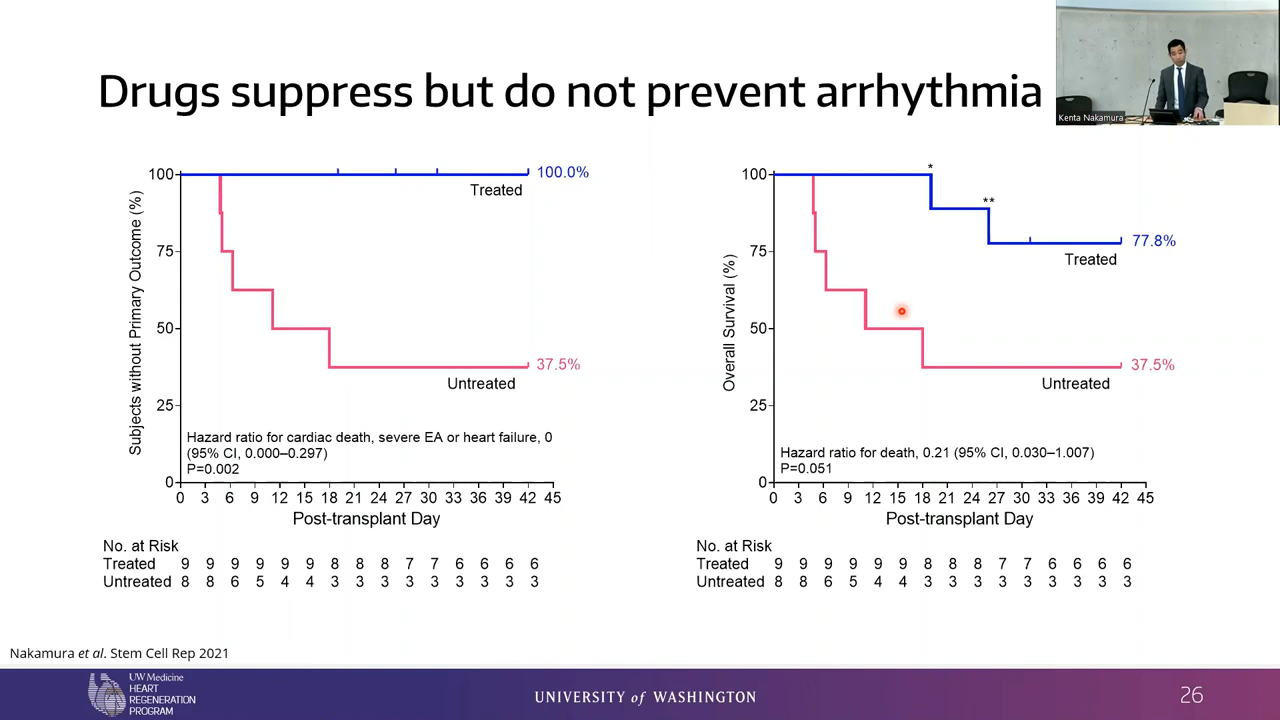 Drugs suppress but do not prevent arrhythmia
Kenta Nakamura
Subjects without Primary Outcome (%)
100
75
50
25
0
100.0%
Treated
37.5%
Untreated
Hazard ratio for cardiac death, severe EA or heart failure, 0
(95% CI, 0.000–0.297)
P=0.002
0 3 6 9 12 15 18 21 24 27 30 33 36 39 42 45
Post-transplant Day
No. at Risk
Treated 9 9 9 9 9 9 8 8 8 7 7 6 6 6 6
Untreated 8 8 6 5 4 4 3 3 3 3 3 3 3 3 3
Overall Survival (%)
100
75
50
25
0
*
**
77.8%
Treated
37.5%
Untreated
Hazard ratio for death, 0.21 (95% CI, 0.030–1.007)
P=0.051
0 3 6 9 12 15 18 21 24 27 30 33 36 39 42 45
Post-transplant Day
No. at Risk
Treated 9 9 9 9 9 9 8 8 8 7 7 6 6 6 6
Untreated 8 8 6 5 4 4 3 3 3 3 3 3 3 3 3
Nakamura et al. Stem Cell Rep 2021
UW Medicine
HEART
REGENERATION
PROGRAM
UNIVERSITY of WASHINGTON
26